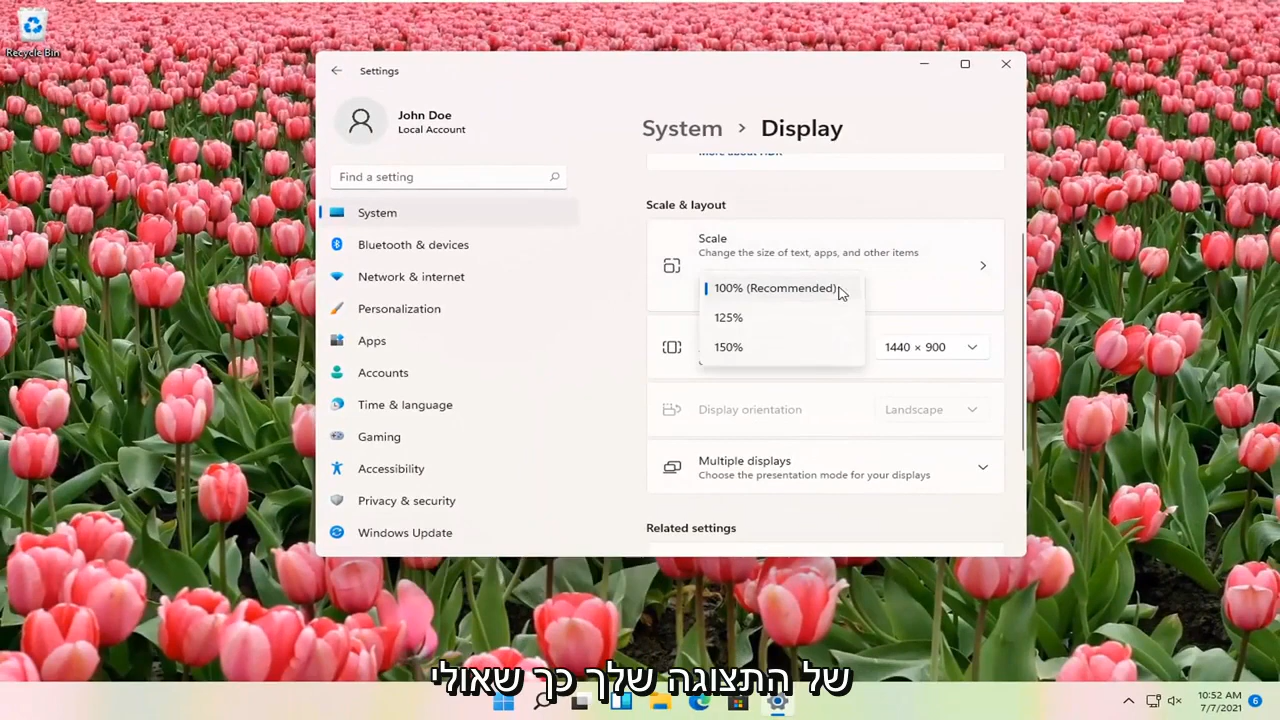 Recycle Bin
Settings
John Doe
Local Account
Find a setting
System
Bluetooth & devices
Network & internet
Personalization
Apps
Accounts
Time & language
Gaming
Accessibility
Privacy & security
Windows Update
System > Display
More about HDR
Scale & layout
Scale
Change the size of text, apps, and other items
100% (Recommended)
125%
150%
1440 × 900
Display orientation
Landscape
Multiple displays
Choose the presentation mode for your displays
Related settings
של התצוגה שלך כך שאולי
10:52 AM
7/7/2021
6